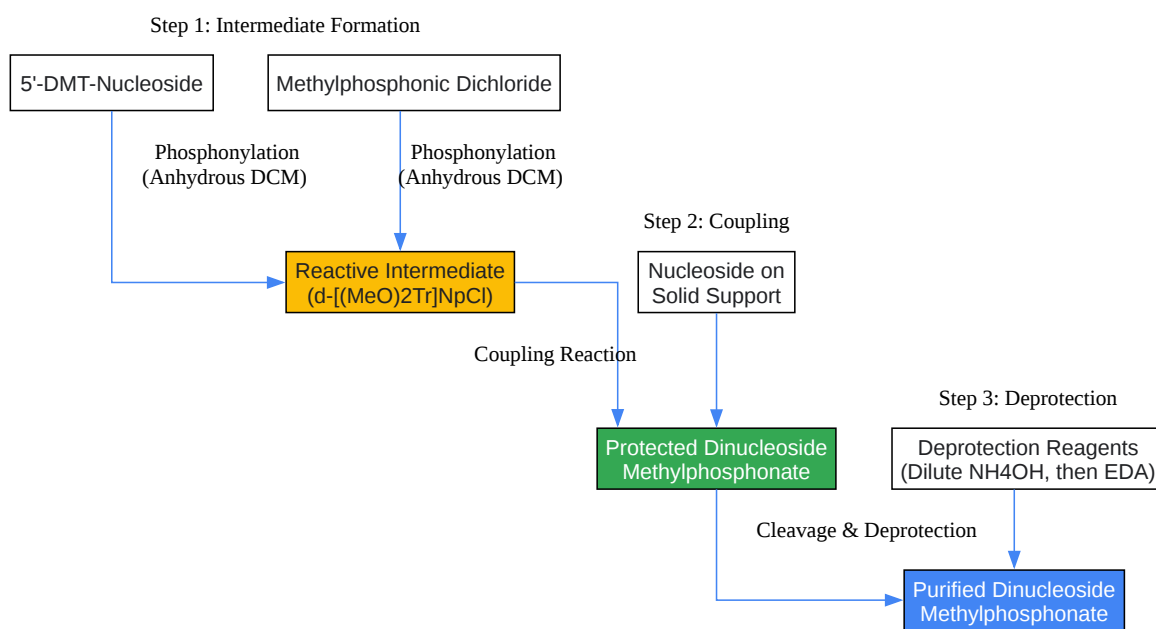 Step 1: Intermediate Formation
5'-DMT-Nucleoside
Methylphosphonic Dichloride
Phosphonylation
(Anhydrous DCM)
Phosphonylation
(Anhydrous DCM)
Step 2: Coupling
Reactive Intermediate
(d-[(MeO)2Tr]NpCl)
Nucleoside on
Solid Support
Coupling Reaction
Step 3: Deprotection
Protected Dinucleoside
Methylphosphonate
Deprotection Reagents
(Dilute NH4OH, then EDA)
Cleavage & Deprotection
Purified Dinucleoside
Methylphosphonate